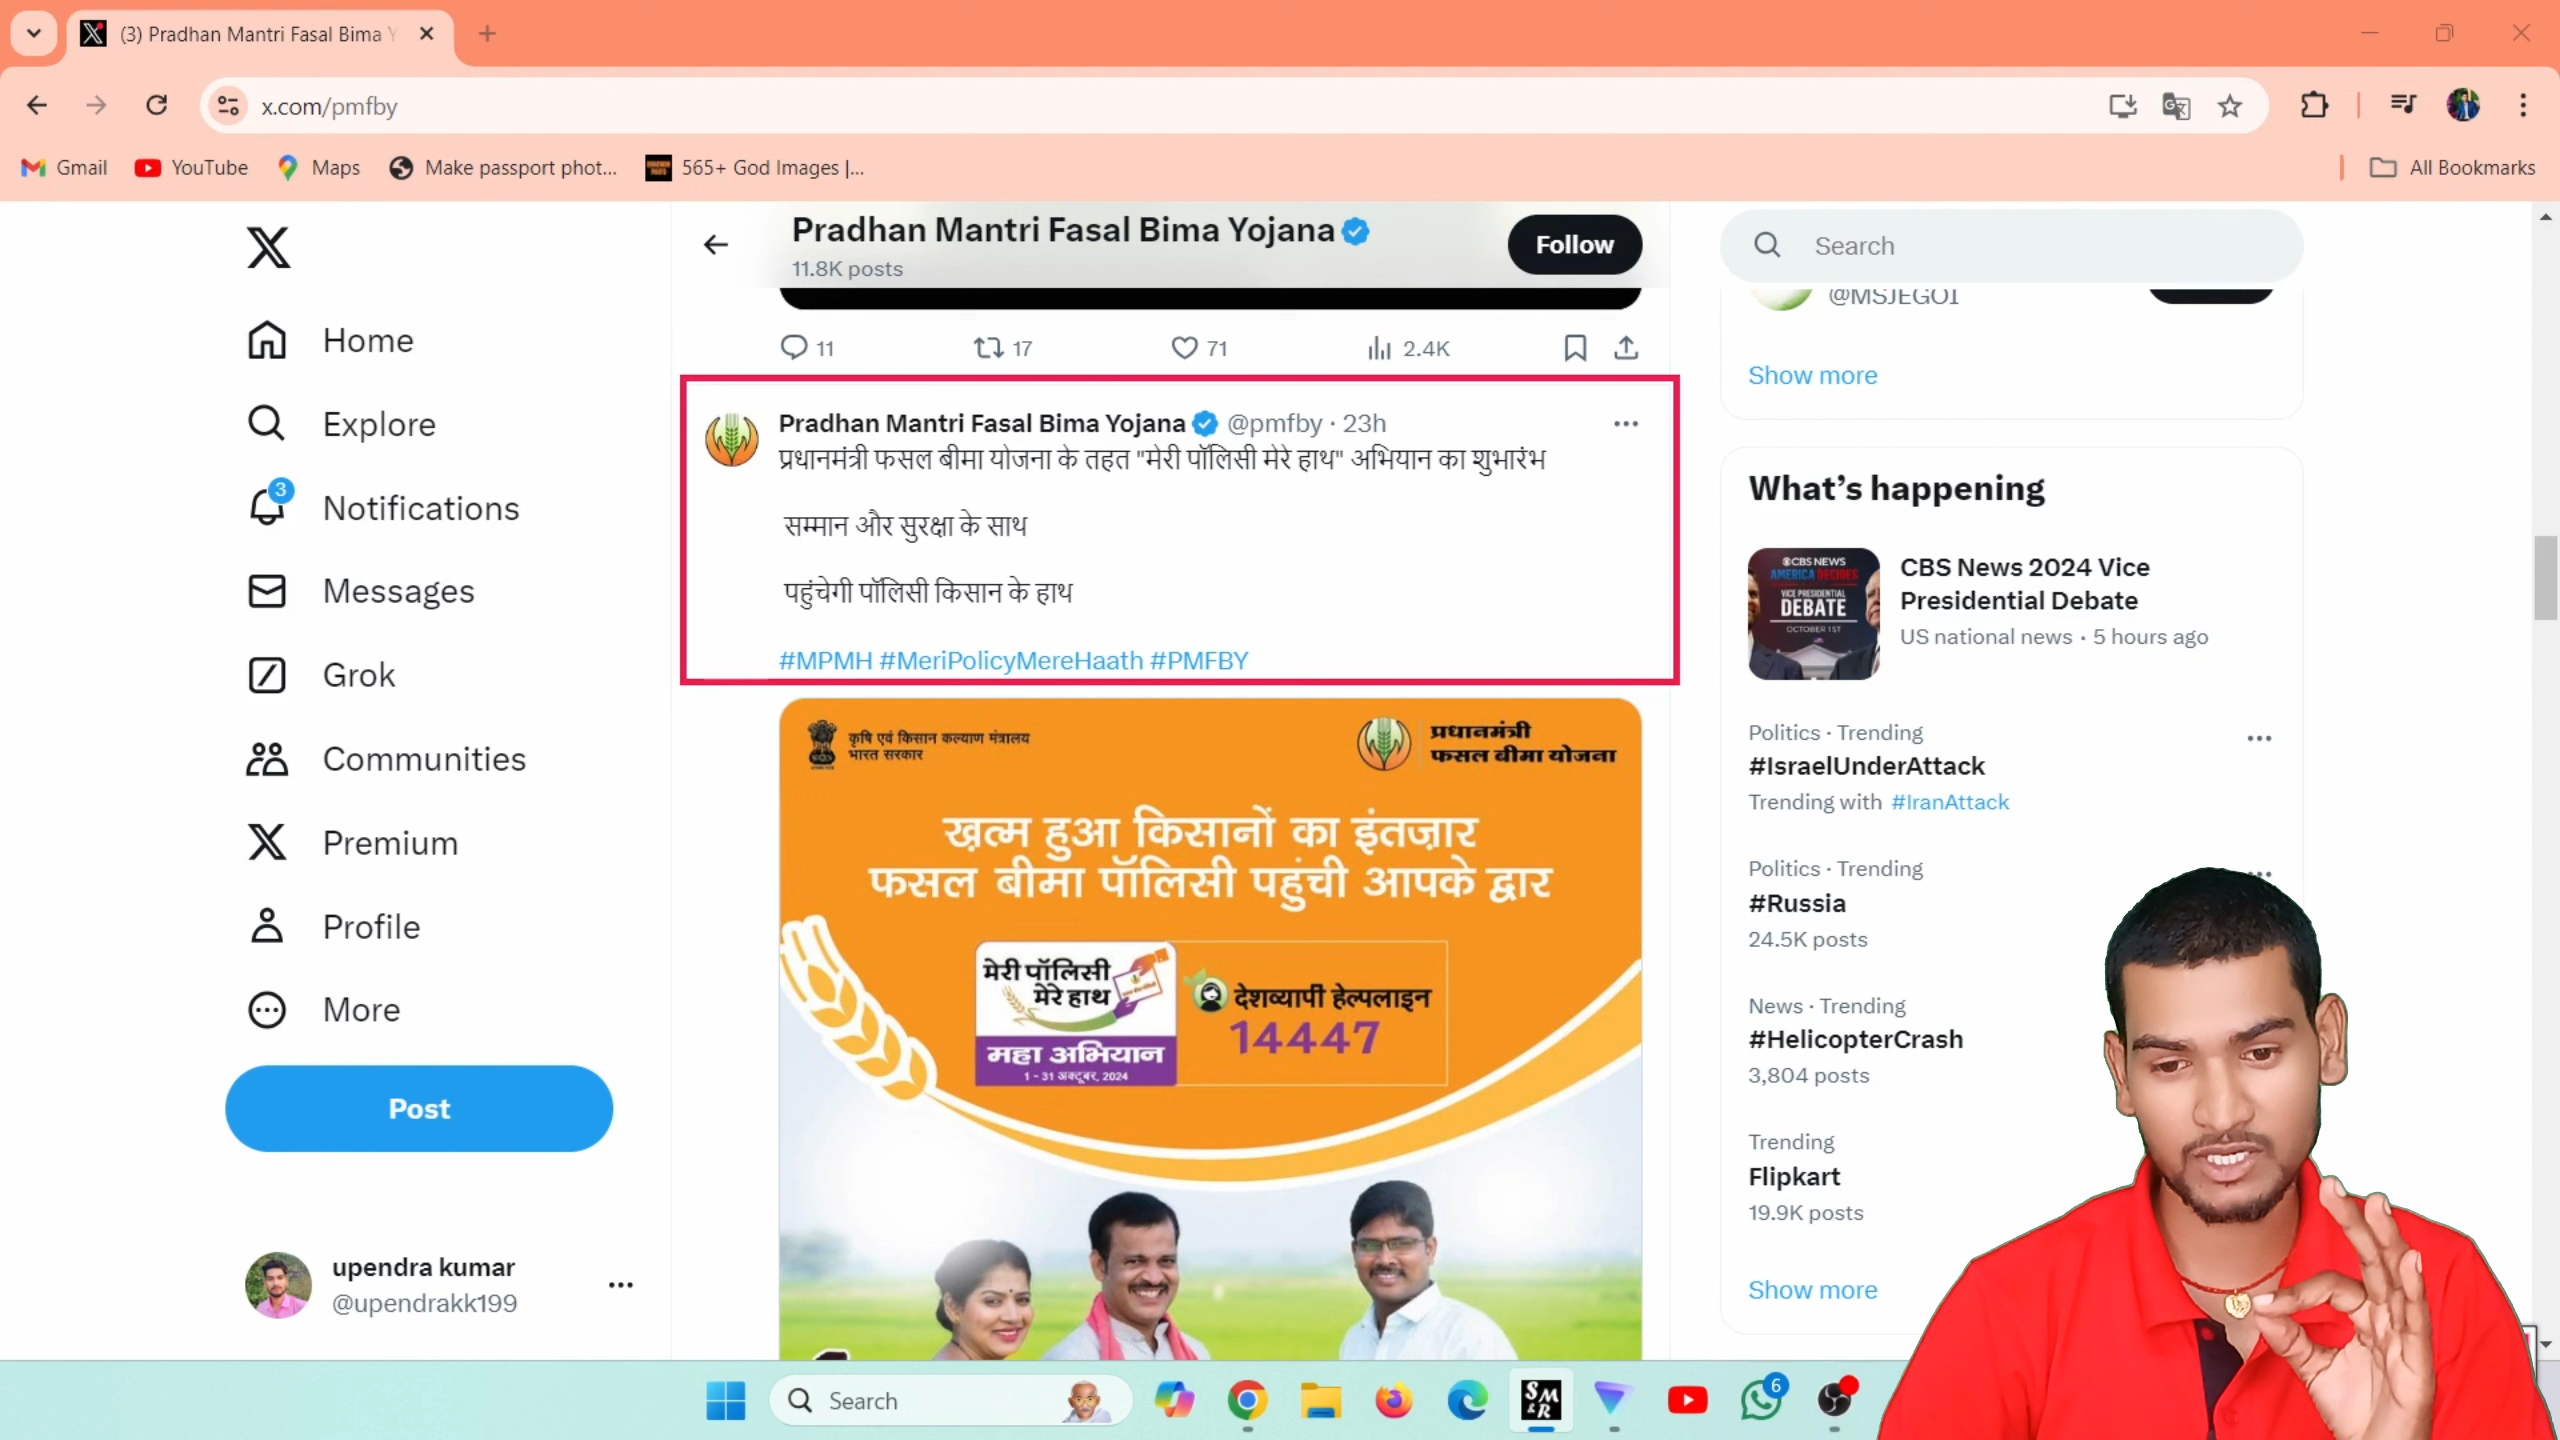 (3) Pradhan Mantri Fasal Bima Y
x.com/pmfby
Gmail
YouTube
Maps
Make passport phot...
565+ God Images |...
All Bookmarks
Home
Explore
3
Notifications
Messages
Grok
Communities
Premium
Profile
More
Post
upendra kumar
@upendrakk199
Pradhan Mantri Fasal Bima Yojana
11.8K posts
Follow
11
17
71
2.4K
Pradhan Mantri Fasal Bima Yojana @pmfby · 23h
प्रधानमंत्री फसल बीमा योजना के तहत "मेरी पॉलिसी मेरे हाथ" अभियान का शुभारंभ
सम्मान और सुरक्षा के साथ
पहुंचेगी पॉलिसी किसान के हाथ
#MPMH #MeriPolicyMereHaath #PMFBY
कृषि एवं किसान कल्याण मंत्रालय
भारत सरकार
प्रधानमंत्री
फसल बीमा योजना
ख़त्म हुआ किसानों का इंतज़ार
फसल बीमा पॉलिसी पहुंची आपके द्वार
मेरी पॉलिसी
मेरे हाथ
महा अभियान
1 - 31 अक्टूबर, 2024
देशव्यापी हेल्पलाइन
14447
Search
@MSJEGOI
Show more
What's happening
CBS NEWS
AMERICA DECIDES
VICE PRESIDENTIAL
DEBATE
OCTOBER 1ST
CBS News 2024 Vice
Presidential Debate
US national news · 5 hours ago
Politics · Trending
#IsraelUnderAttack
Trending with #IranAttack
Politics · Trending
#Russia
24.5K posts
News · Trending
#HelicopterCrash
3,804 posts
Trending
Flipkart
19.9K posts
Show more
Search
SM
&R
6